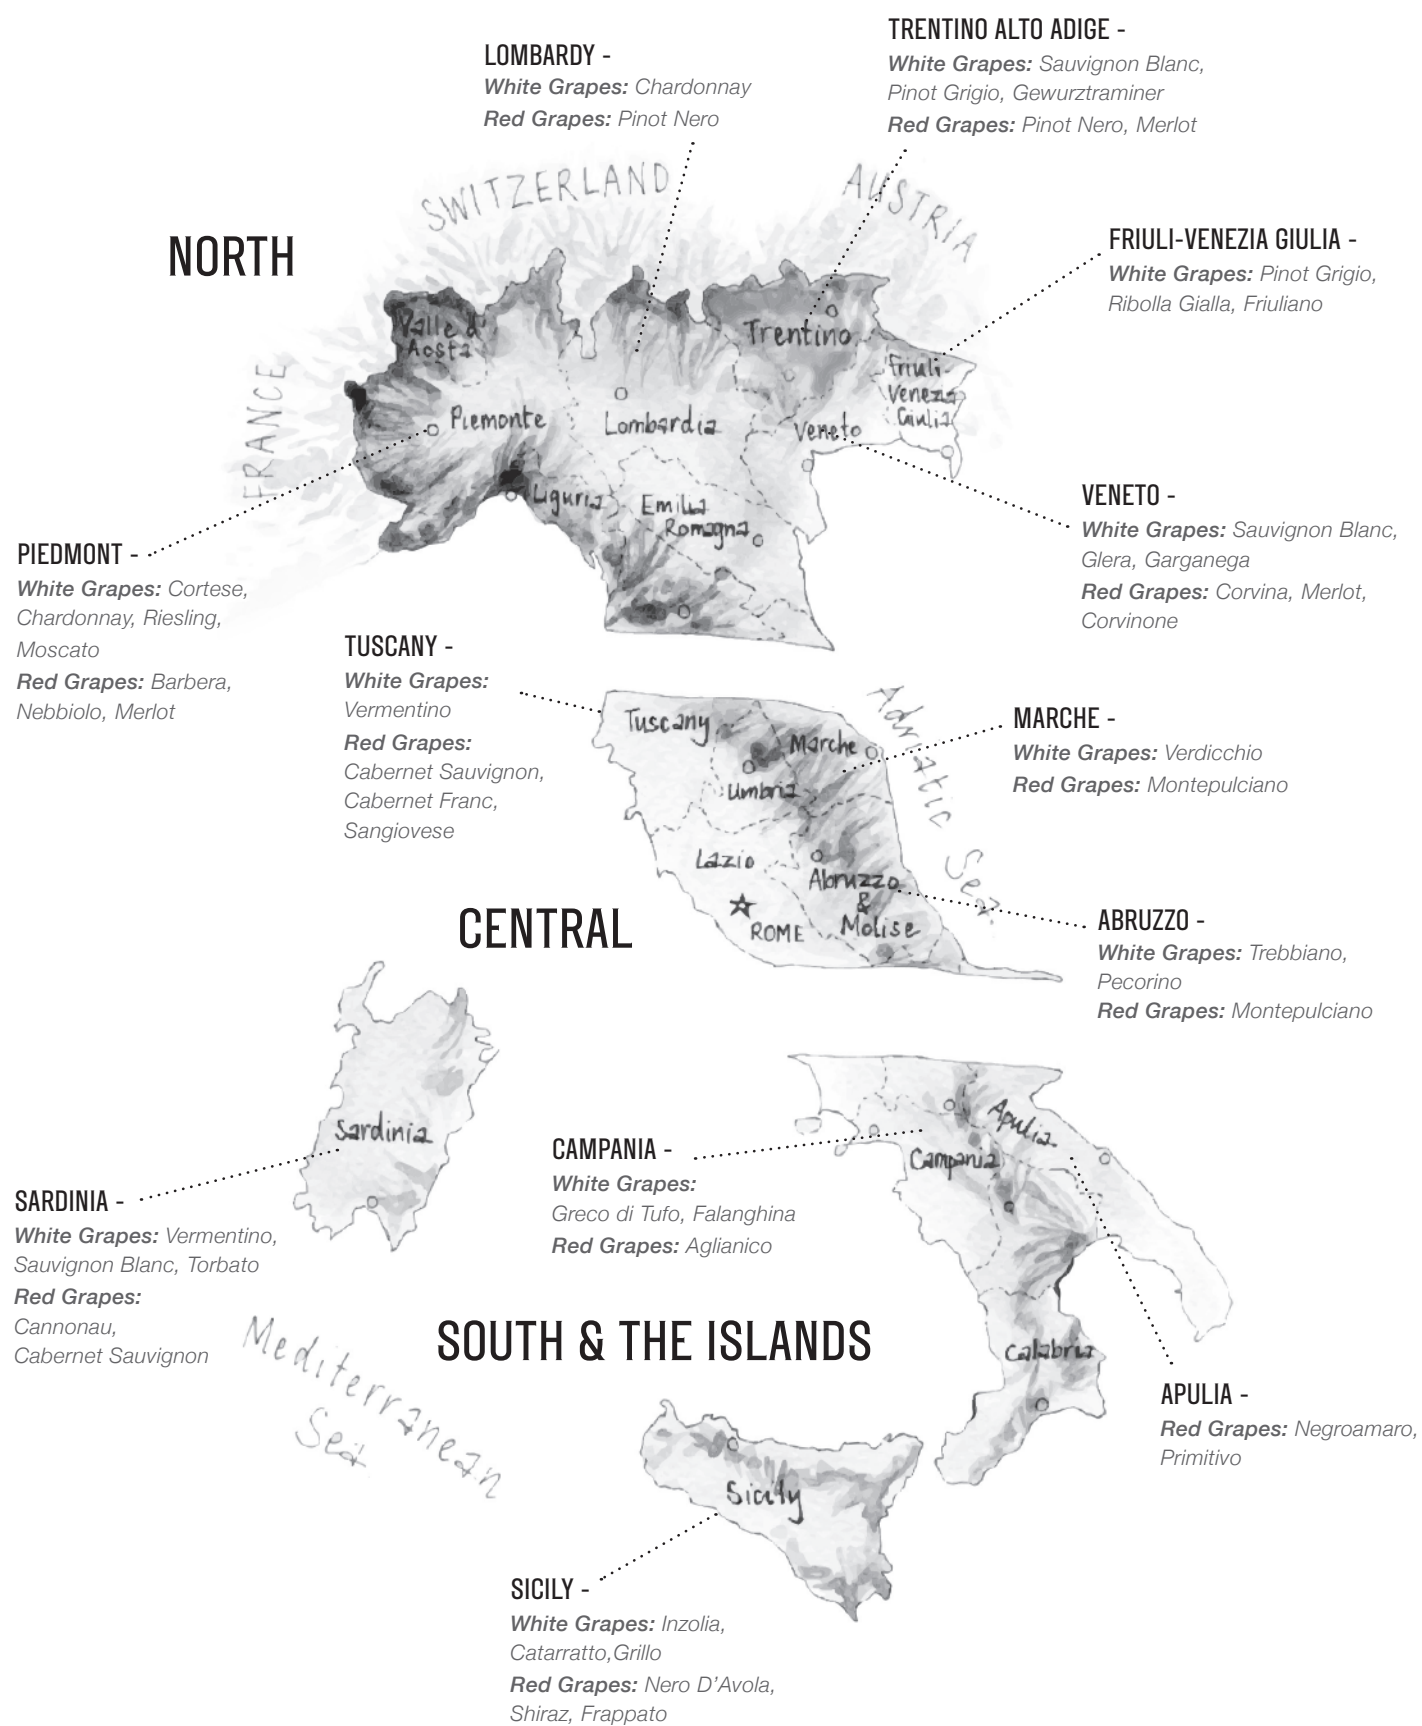 LOMBARDY -
White Grapes: Chardonnay
Red Grapes: Pinot Nero
TRENTINO ALTO ADIGE -
White Grapes: Sauvignon Blanc,
Pinot Grigio, Gewurztraminer
Red Grapes: Pinot Nero, Merlot
SWITZERLAND
AUSTRIA
NORTH
FRIULI-VENEZIA GIULIA -
White Grapes: Pinot Grigio,
Ribolla Gialla, Friuliano
Valle d'
Aosta
Trentino
Friuli-
Venezia
Giulia
FRANCE
Piemonte
Lombardia
Veneto
Liguria
Emilia
Romagna
VENETO -
White Grapes: Sauvignon Blanc,
Glera, Garganega
Red Grapes: Corvina, Merlot,
Corvinone
PIEDMONT -
White Grapes: Cortese,
Chardonnay, Riesling,
Moscato
Red Grapes: Barbera,
Nebbiolo, Merlot
TUSCANY -
White Grapes:
Vermentino
Red Grapes:
Cabernet Sauvignon,
Cabernet Franc,
Sangiovese
Tuscany
Marche
Umbria
Adriatic Sea
MARCHE -
White Grapes: Verdicchio
Red Grapes: Montepulciano
Lazio
Abruzzo
&
Molise
ROME
CENTRAL
ABRUZZO -
White Grapes: Trebbiano,
Pecorino
Red Grapes: Montepulciano
Sardinia
SARDINIA -
White Grapes: Vermentino,
Sauvignon Blanc, Torbato
Red Grapes:
Cannonau,
Cabernet Sauvignon
CAMPANIA -
White Grapes:
Greco di Tufo, Falanghina
Red Grapes: Aglianico
Apulia
Campania
Mediterranean
Sea
SOUTH & THE ISLANDS
Calabria
APULIA -
Red Grapes: Negroamaro,
Primitivo
Sicily
SICILY -
White Grapes: Inzolia,
Catarratto,Grillo
Red Grapes: Nero D'Avola,
Shiraz, Frappato